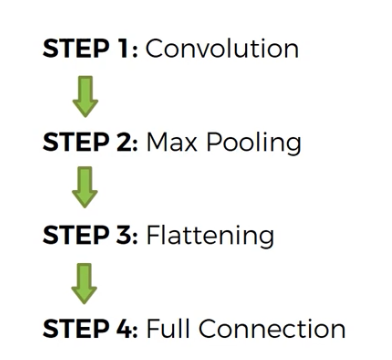 STEP 1: Convolution
STEP 2: Max Pooling
STEP 3: Flattening
STEP 4: Full Connection